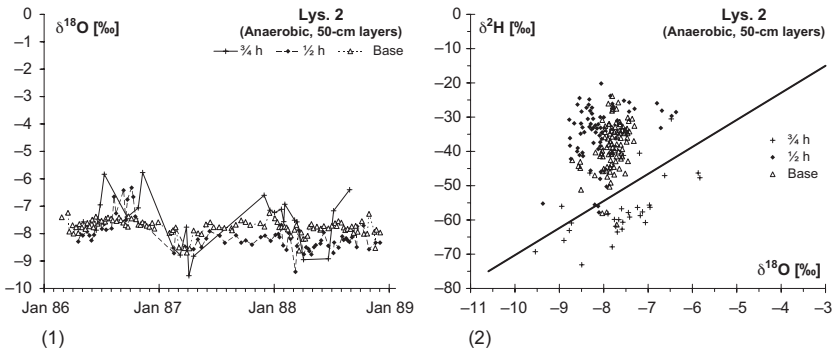 Lys. 2
(Anaerobic, 50-cm layers)
δ18O [‰]
¾ h ½ h Base
0
–1
–2
–3
–4
–5
–6
–7
–8
–9
–10
Jan 86 Jan 87 Jan 88 Jan 89
(1)
Lys. 2
(Anaerobic, 50-cm layers)
δ2H [‰]
0
–10
–20
–30
–40
–50
–60
–70
–80
¾ h
½ h
Base
δ18O [‰]
–11 –10 –9 –8 –7 –6 –5 –4 –3
(2)